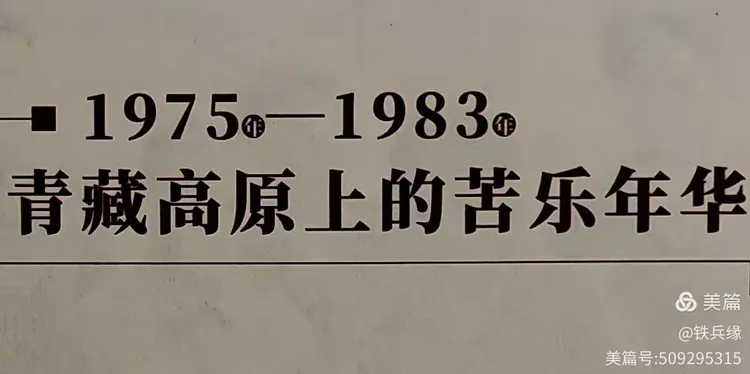 1975年—1983年
青藏高原上的苦乐年华
美篇
@铁兵缘
美篇号:509295315